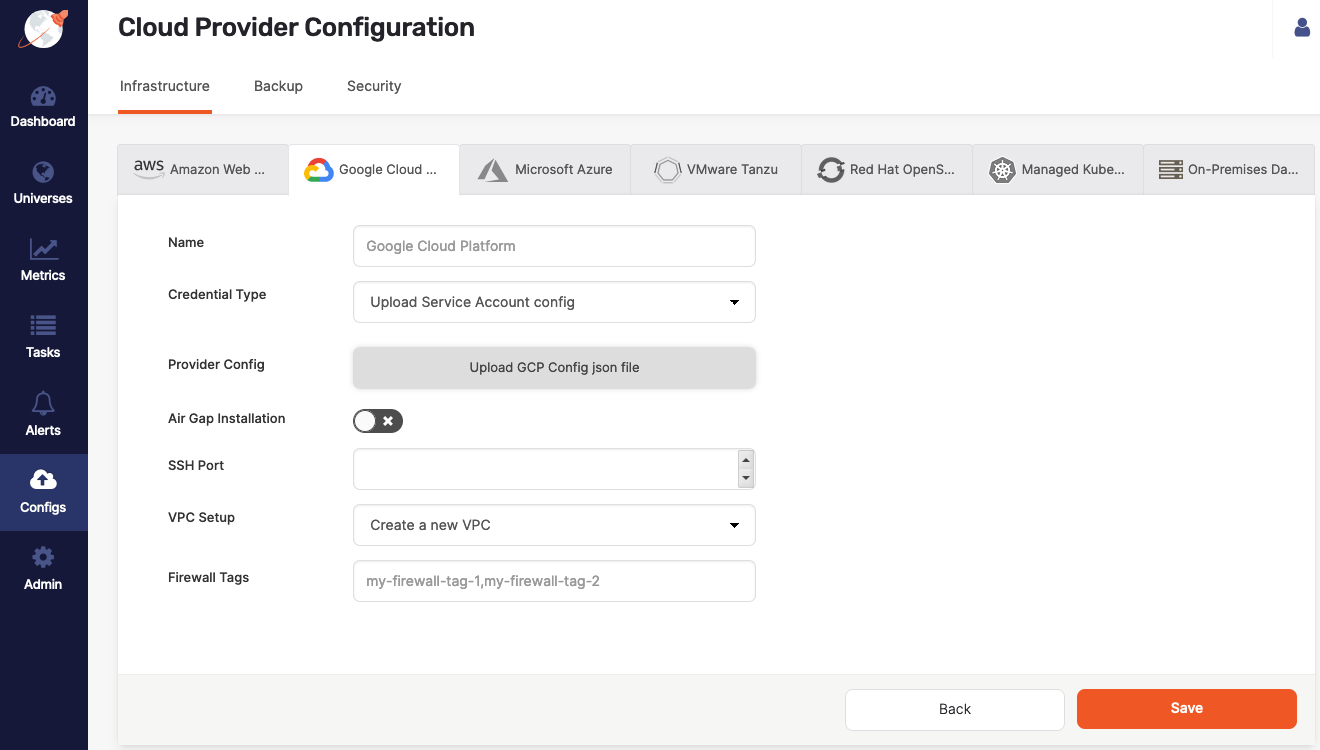 Cloud Provider Configuration
Infrastructure
Backup
Security
Dashboard
Universes
Metrics
Tasks
Alerts
Configs
Admin
aws Amazon Web ...
Google Cloud ...
Microsoft Azure
VMware Tanzu
Red Hat OpenS...
Managed Kube...
On-Premises Da...
Name
Google Cloud Platform
Credential Type
Upload Service Account config
Provider Config
Upload GCP Config json file
Air Gap Installation
SSH Port
VPC Setup
Create a new VPC
Firewall Tags
my-firewall-tag-1,my-firewall-tag-2
Back
Save